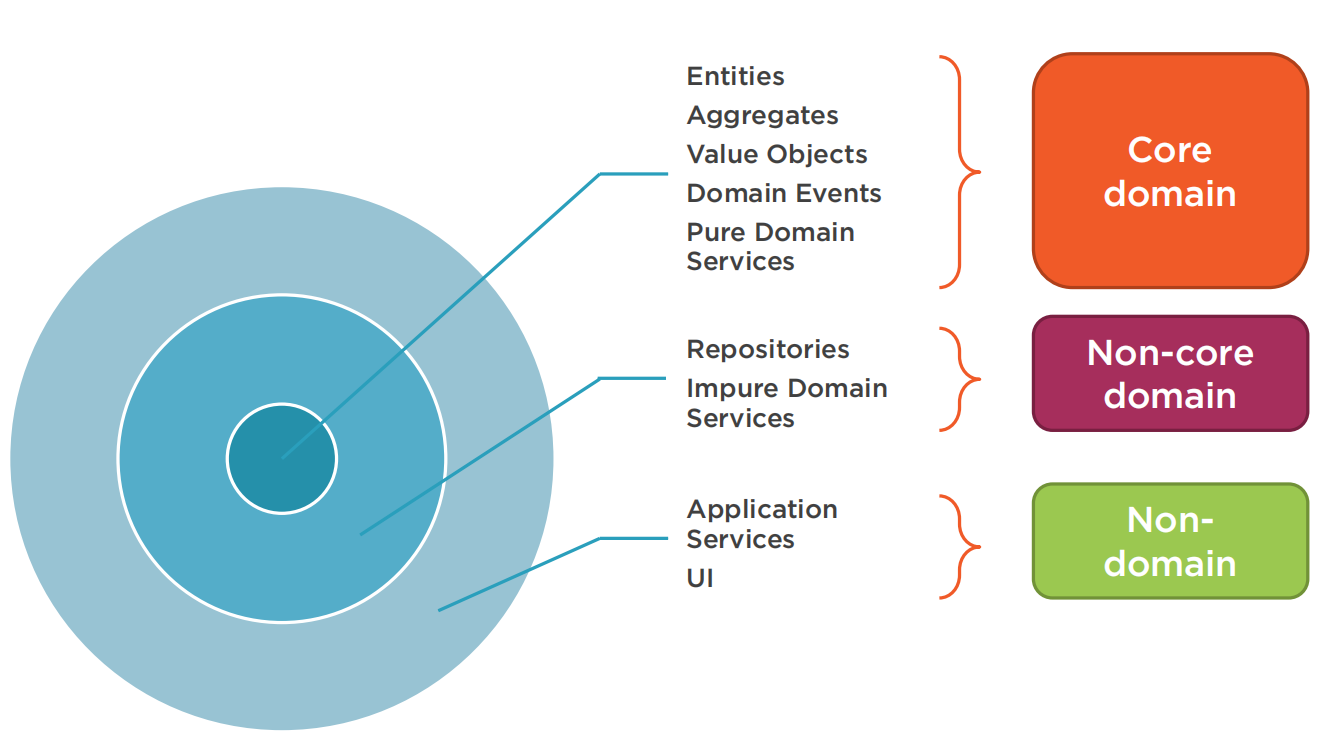 Entities
Aggregates
Value Objects
Domain Events
Pure Domain
Services
Core
domain
Repositories
Impure Domain
Services
Non-core
domain
Application
Services
UI
Non-
domain